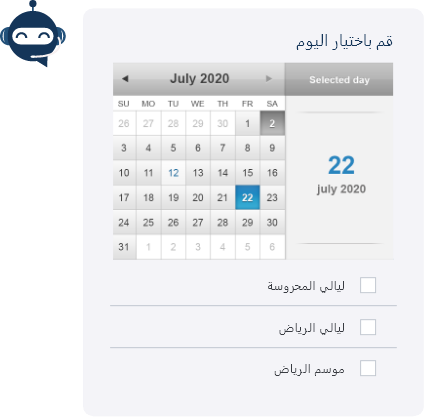 قم باختيار اليوم
July 2020
Selected day
SU MO TU WE TH FR SA
26 27 28 29 30 1 2
3 4 5 6 7 8 9
10 11 12 13 14 15 16
17 18 19 20 21 22 23
24 25 26 27 28 29 30
31 1 2 3 4 5 6
22
july 2020
ليالي المحروسة
ليالي الرياض
موسم الرياض